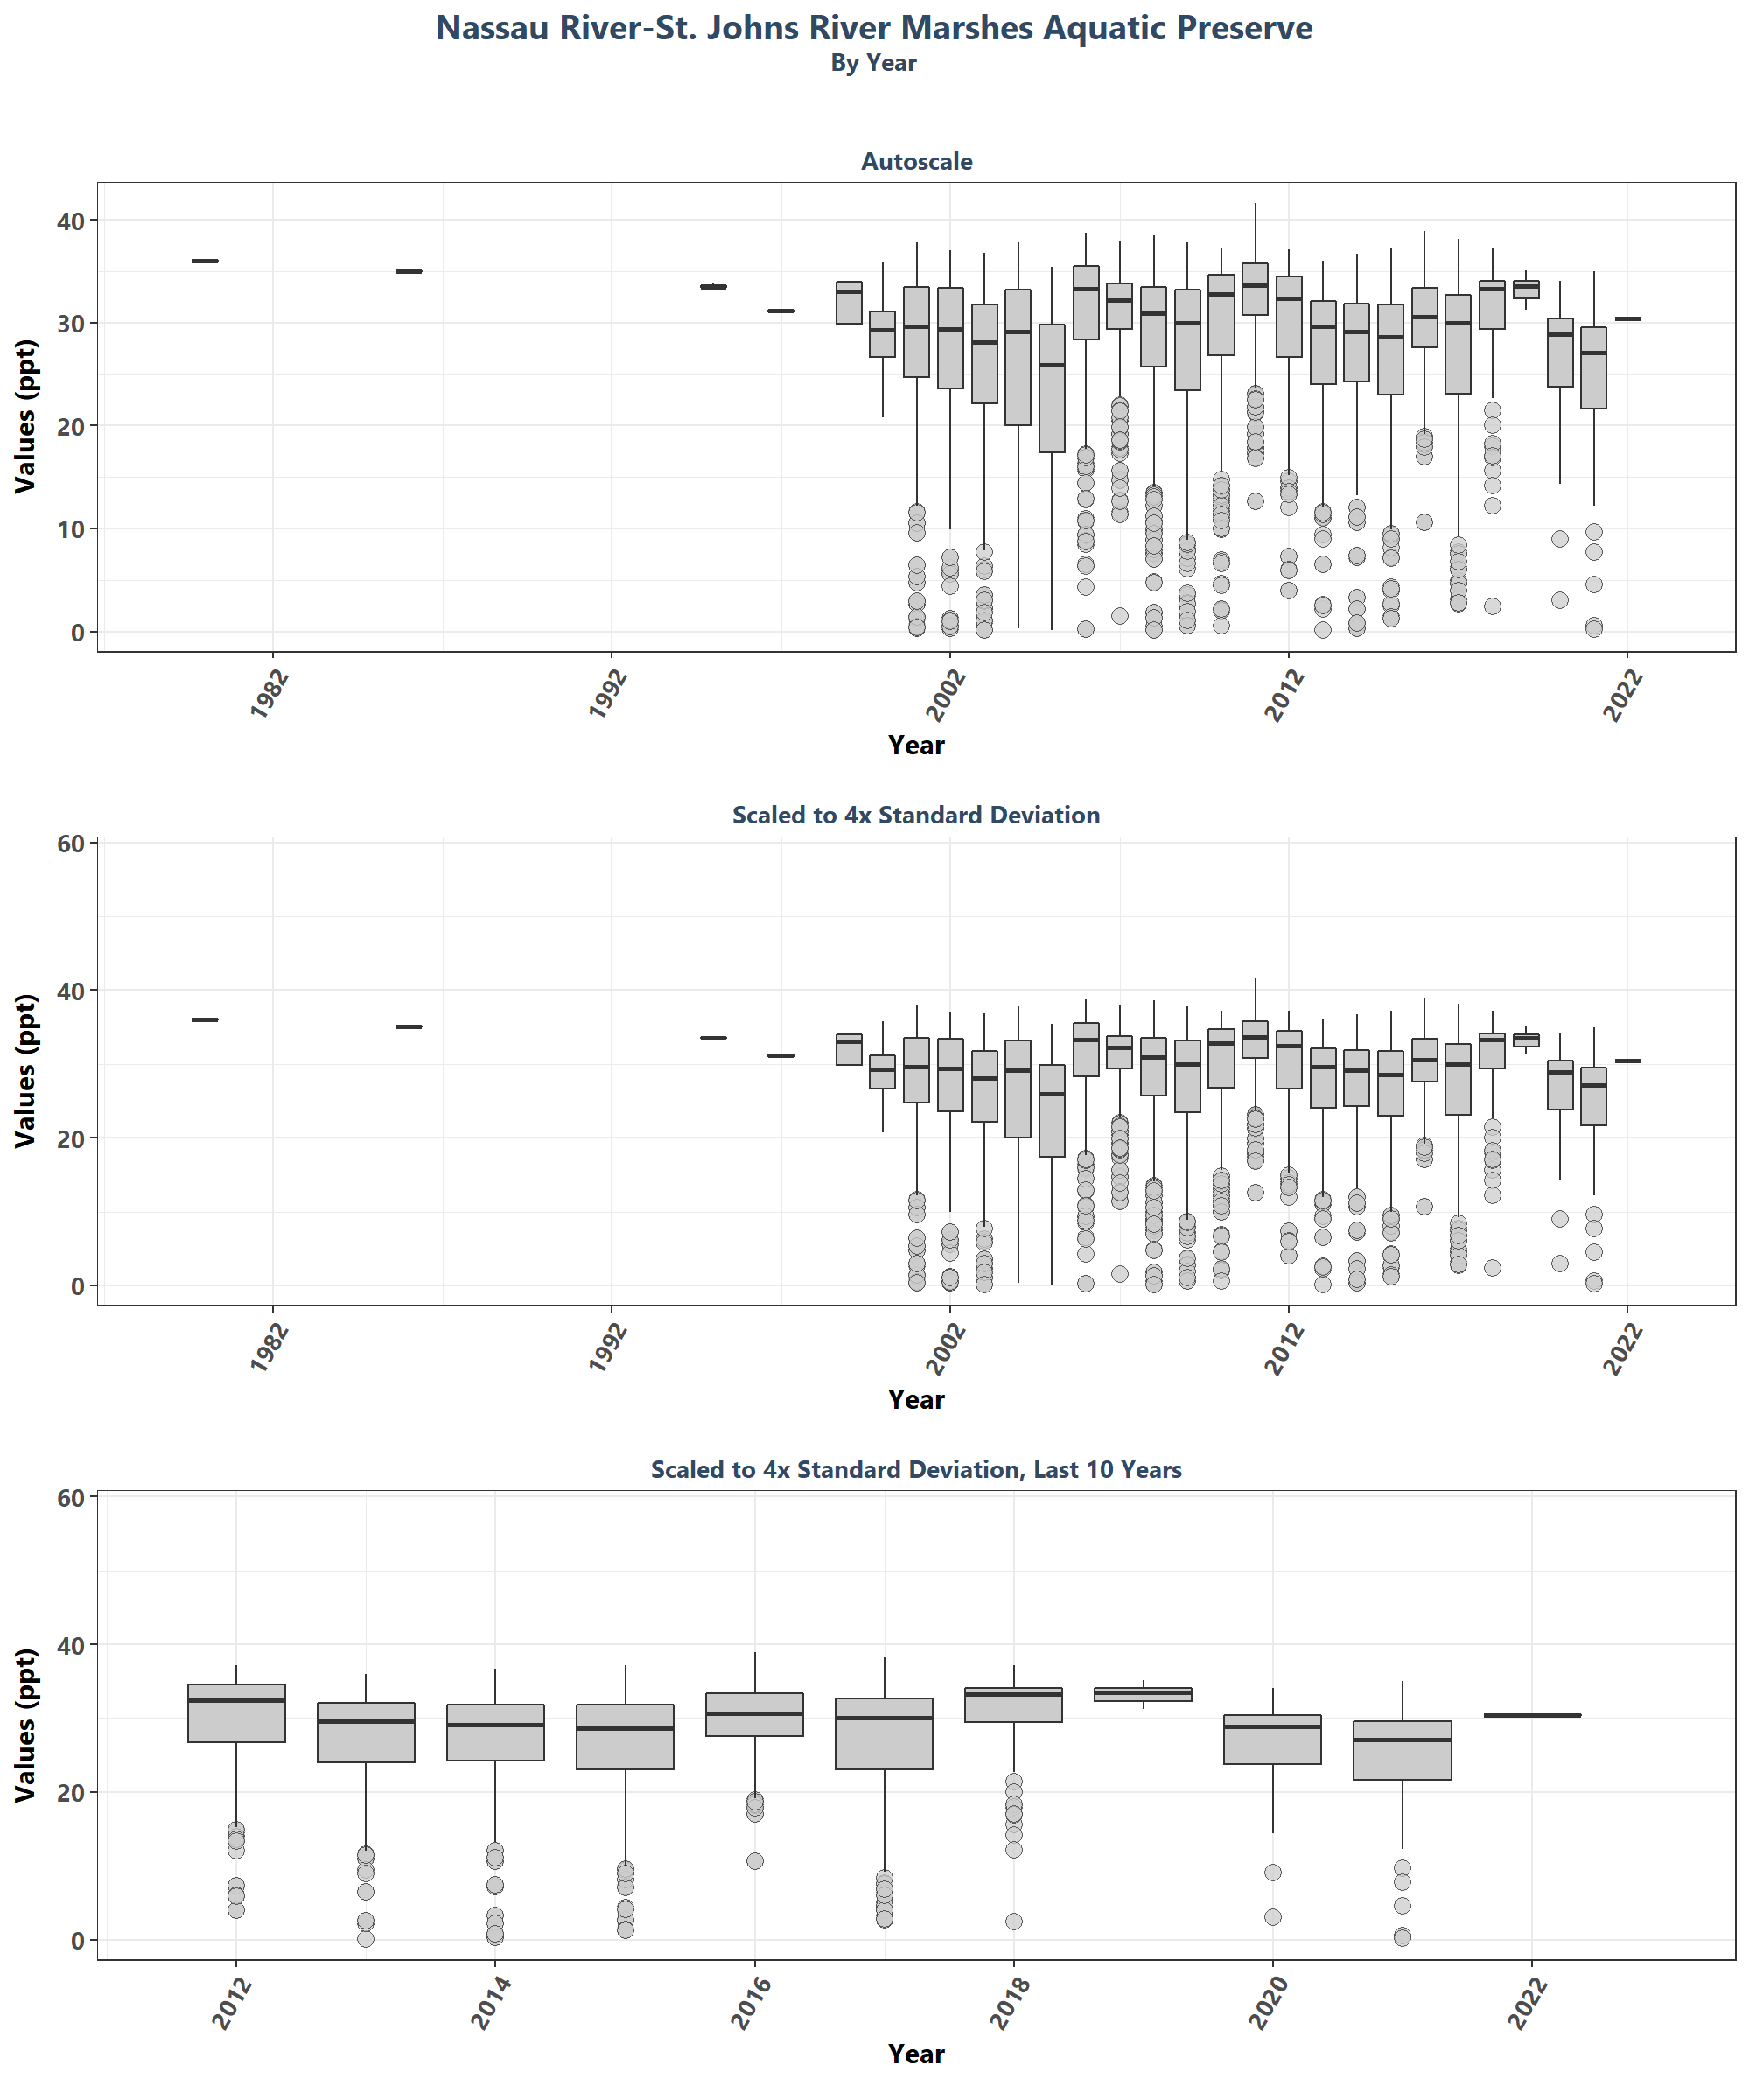 Nassau River-St. Johns River Marshes Aquatic Preserve
By Year
Autoscale
40
30
20
10
0
Values (ppt)
1982
1992
2002
2012
2022
Year
Scaled to 4x Standard Deviation
60
40
20
0
Values (ppt)
1982
1992
2002
2012
2022
Year
Scaled to 4x Standard Deviation, Last 10 Years
60
40
20
0
Values (ppt)
2012
2014
2016
2018
2020
2022
Year